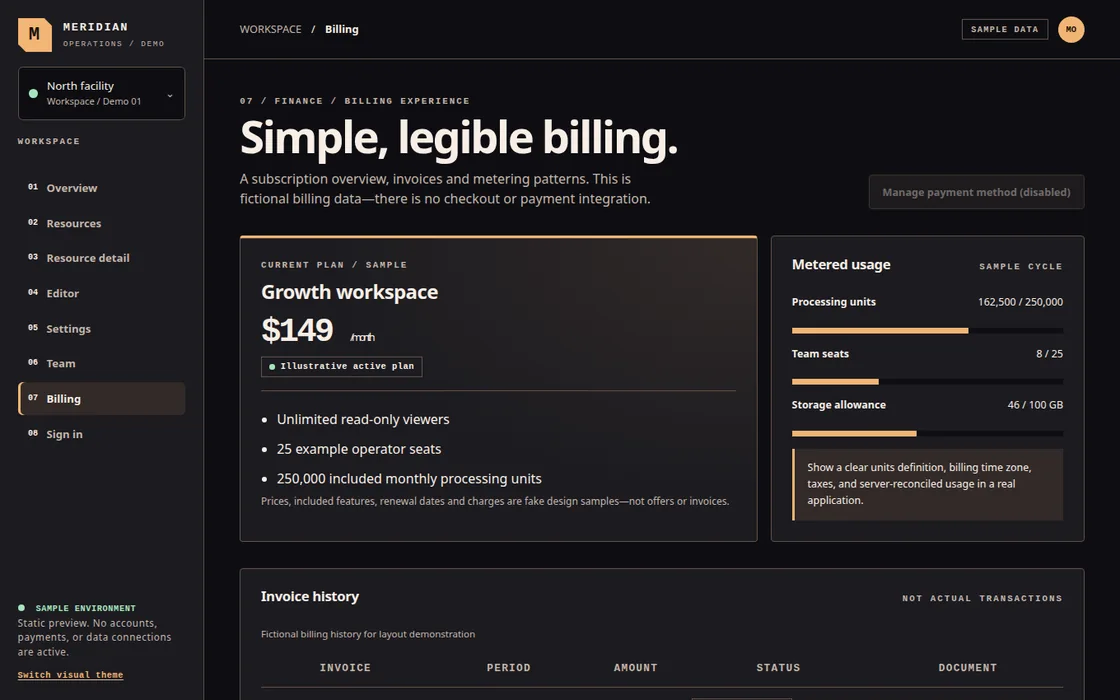 M
MERIDIAN
OPERATIONS / DEMO
North facility
Workspace / Demo 01
WORKSPACE
01 Overview
02 Resources
03 Resource detail
04 Editor
05 Settings
06 Team
07 Billing
08 Sign in
SAMPLE ENVIRONMENT
Static preview. No accounts,
payments, or data connections
are active.
Switch visual theme
WORKSPACE / Billing
SAMPLE DATA
MO
07 / FINANCE / BILLING EXPERIENCE
Simple, legible billing.
A subscription overview, invoices and metering patterns. This is
fictional billing data—there is no checkout or payment integration.
Manage payment method (disabled)
CURRENT PLAN / SAMPLE
Growth workspace
$149 /month
Illustrative active plan
Unlimited read-only viewers
25 example operator seats
250,000 included monthly processing units
Prices, included features, renewal dates and charges are fake design samples—not offers or invoices.
Metered usage
SAMPLE CYCLE
Processing units 162,500 / 250,000
Team seats 8 / 25
Storage allowance 46 / 100 GB
Show a clear units definition, billing time zone,
taxes, and server-reconciled usage in a real
application.
Invoice history
NOT ACTUAL TRANSACTIONS
Fictional billing history for layout demonstration
INVOICE PERIOD AMOUNT STATUS DOCUMENT